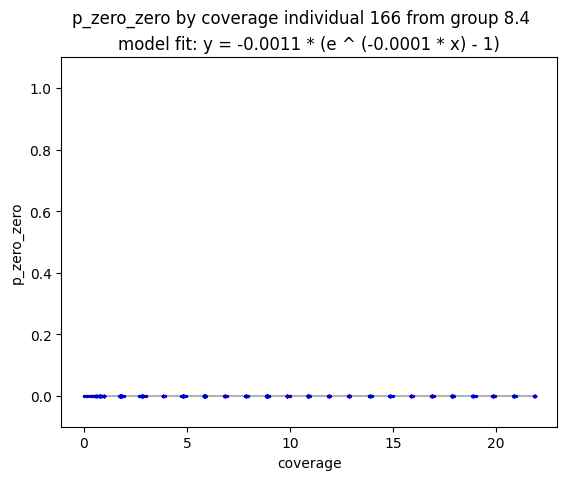 p_zero_zero by coverage individual 166 from group 8.4
model fit: y = -0.0011 * (e ^ (-0.0001 * x) - 1)
1.0
0.8
0.6
0.4
0.2
0.0
p_zero_zero
0 5 10 15 20
coverage